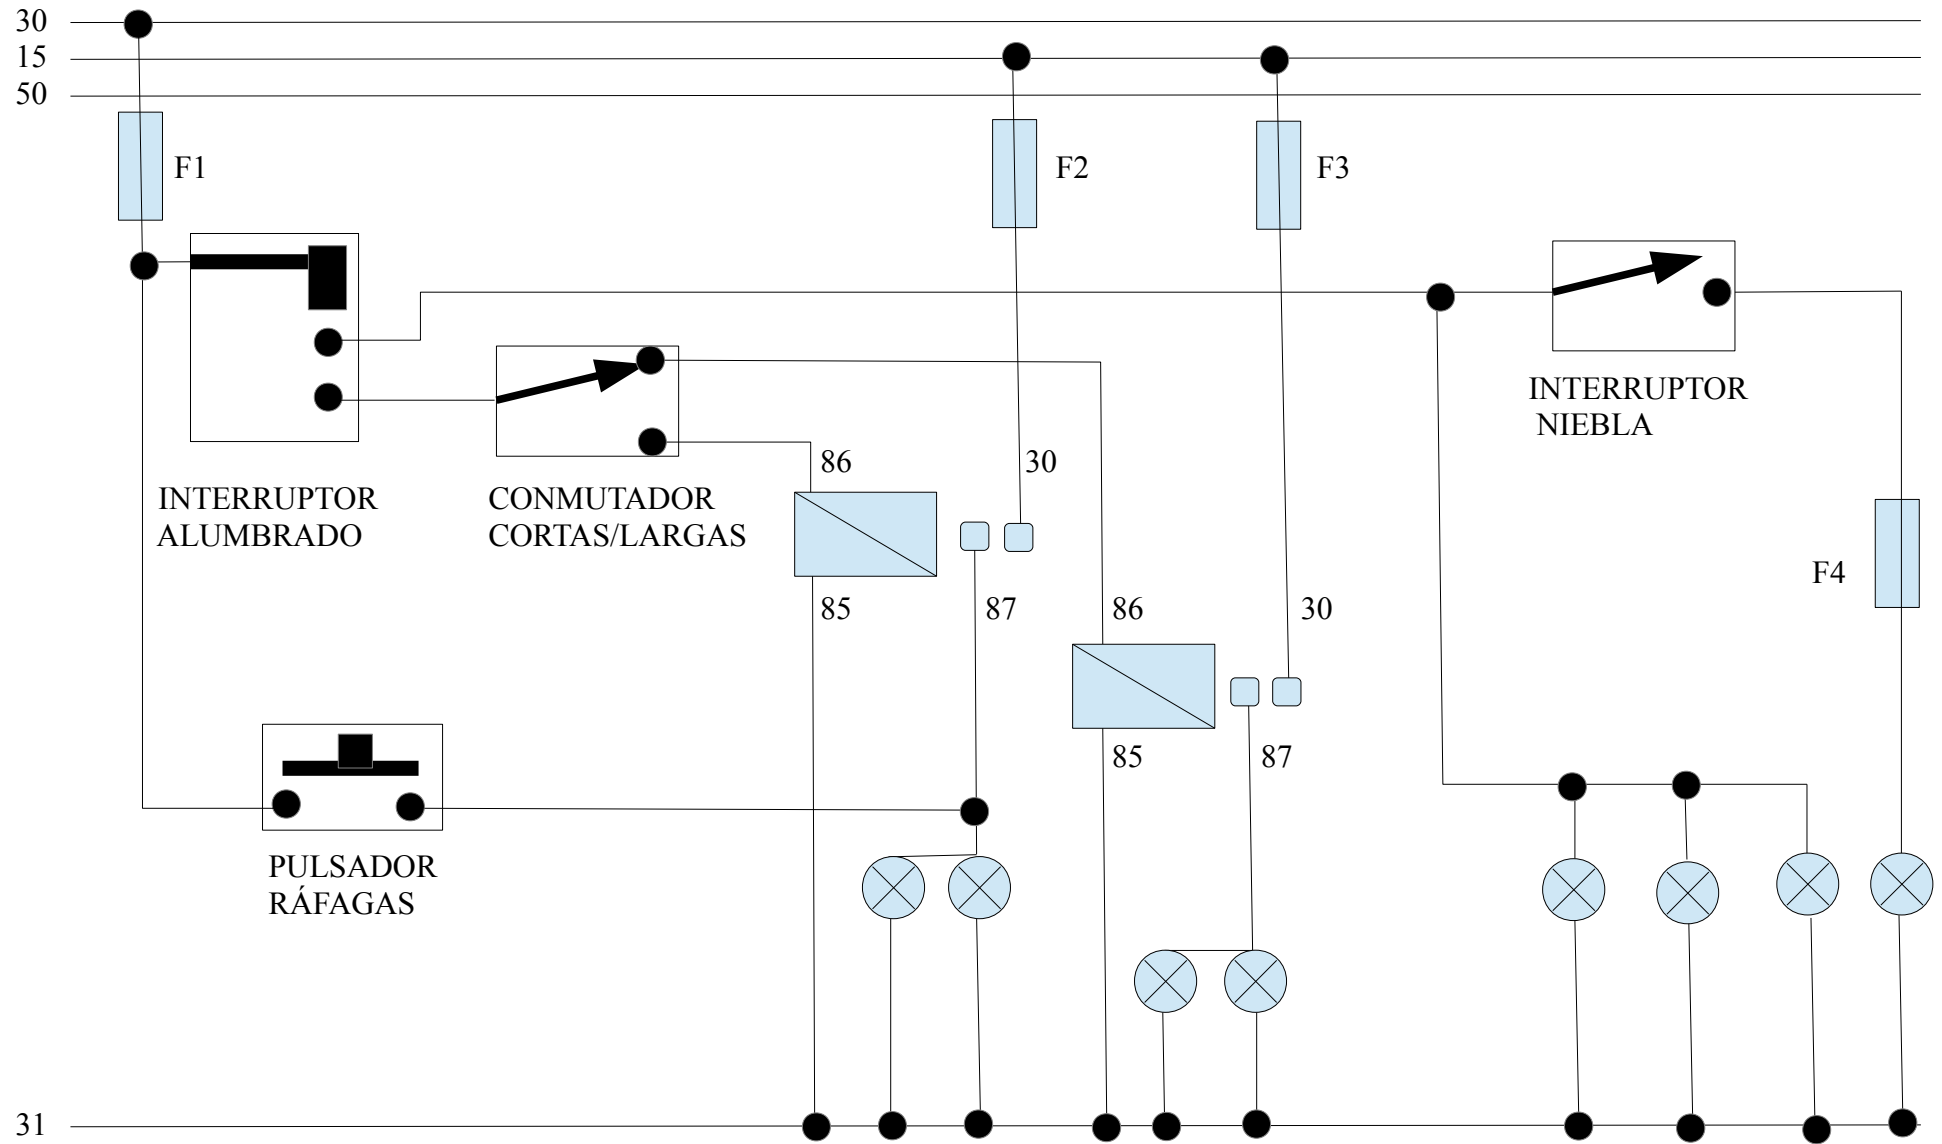 30
15
50
F1
F2
F3
INTERRUPTOR
NIEBLA
86
30
INTERRUPTOR
ALUMBRADO
CONMUTADOR
CORTAS/LARGAS
F4
85
87
86
30
85
87
PULSADOR
RÁFAGAS
31